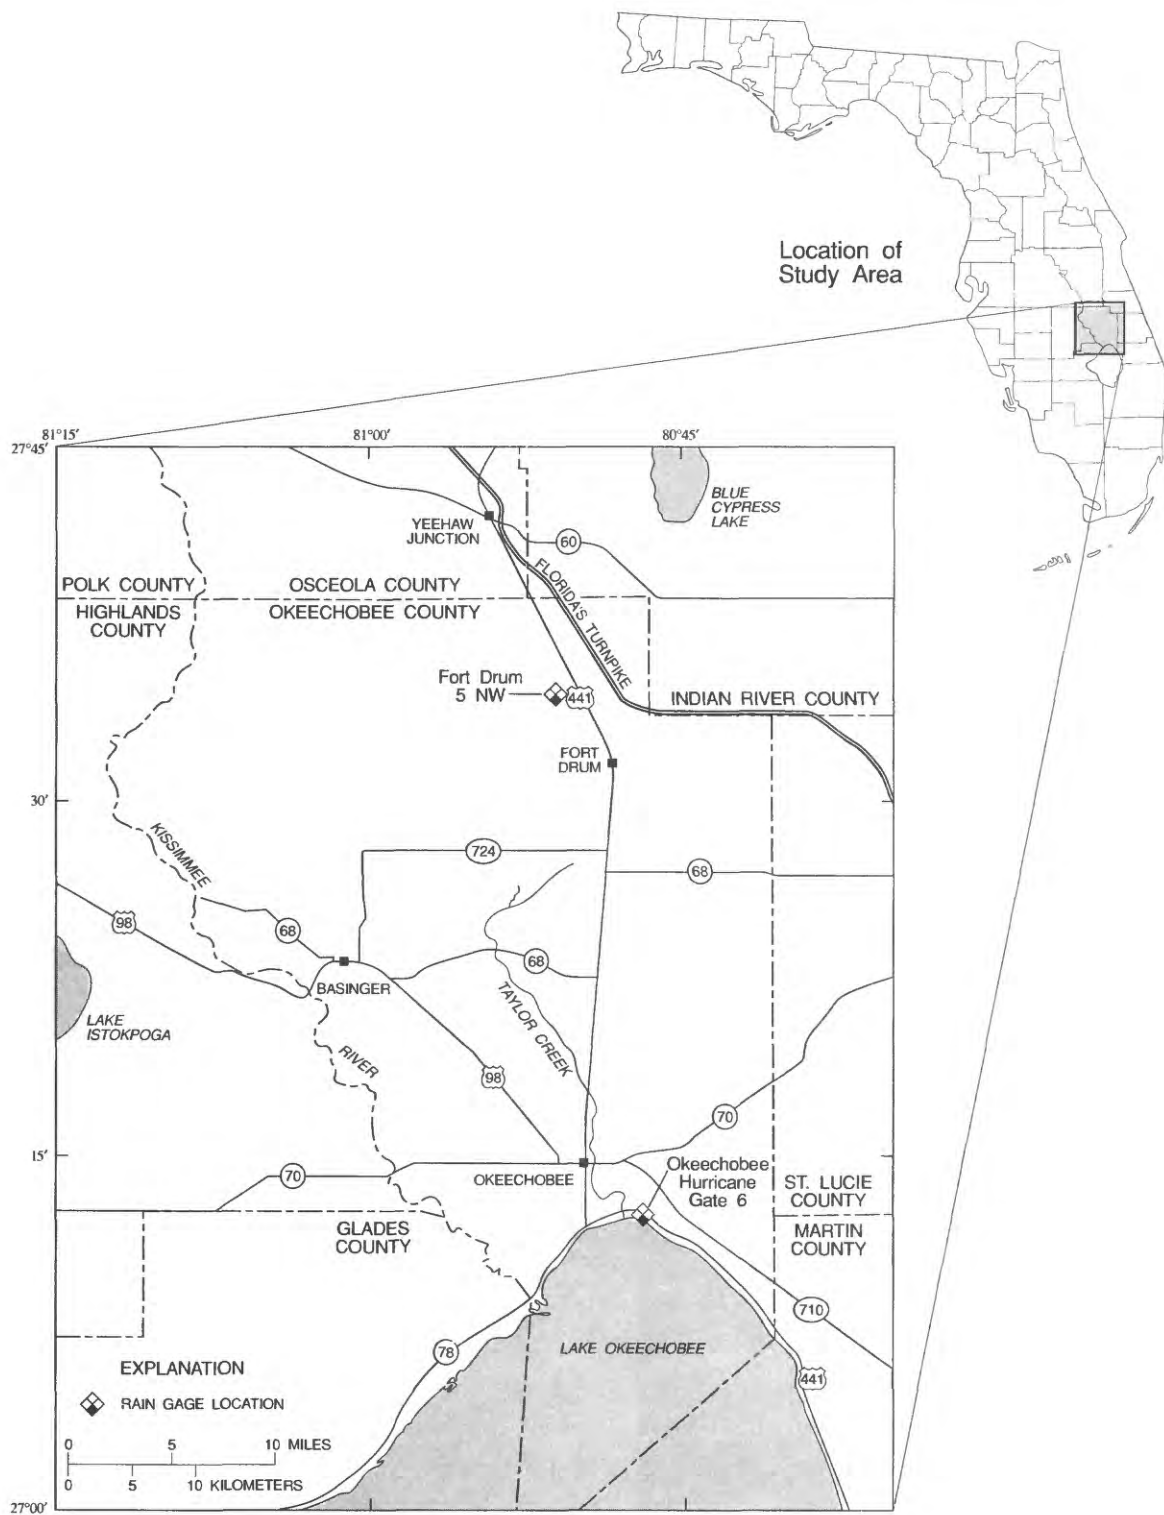 Location of
Study Area
81°15'
81°00'
80°45'
27°45'
BLUE
CYPRESS
LAKE
YEEHAW
JUNCTION
60
FLORIDA'S TURNPIKE
POLK COUNTY
OSCEOLA COUNTY
HIGHLANDS
COUNTY
OKEECHOBEE COUNTY
Fort Drum
5 NW
441
INDIAN RIVER COUNTY
FORT
DRUM
30'
KISSIMMEE
724
68
98
68
68
BASINGER
LAKE
ISTOKPOGA
TAYLOR CREEK
RIVER
98
70
15'
OKEECHOBEE
70
Okeechobee
Hurricane
Gate 6
ST. LUCIE
COUNTY
GLADES
COUNTY
MARTIN
COUNTY
710
78
LAKE OKEECHOBEE
441
EXPLANATION
RAIN GAGE LOCATION
0 5 10 MILES
0 5 10 KILOMETERS
27°00'